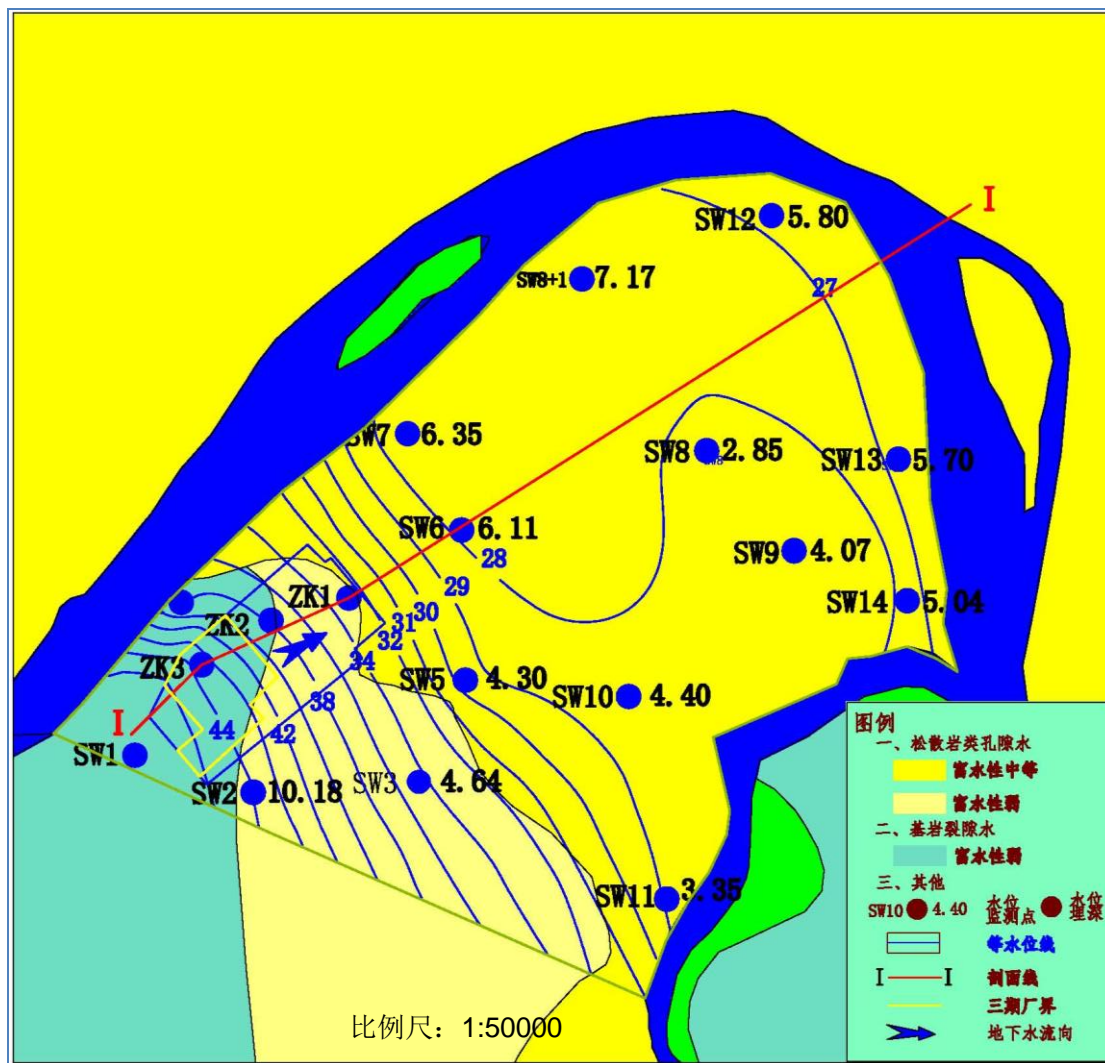 I
SW12 5.80
SW8+1 7.17
27
SW7 6.35
SW8 2.85
SW13 5.70
SW6 6.11
28
SW9 4.07
29
ZK1
30
SW14 5.04
ZK2
31
32
34
ZK3
SW5 4.30
SW10 4.40
38
I
44
42
SW1
SW2 10.18
SW3 4.64
SW11 3.35
比例尺：1:50000
图例
一、松散岩类孔隙水
富水性中等
富水性弱
二、基岩裂隙水
富水性弱
三、其他
SW10 4.40 水位监测点 水位埋深
等水位线
I I 剖面线
三期厂界
地下水流向